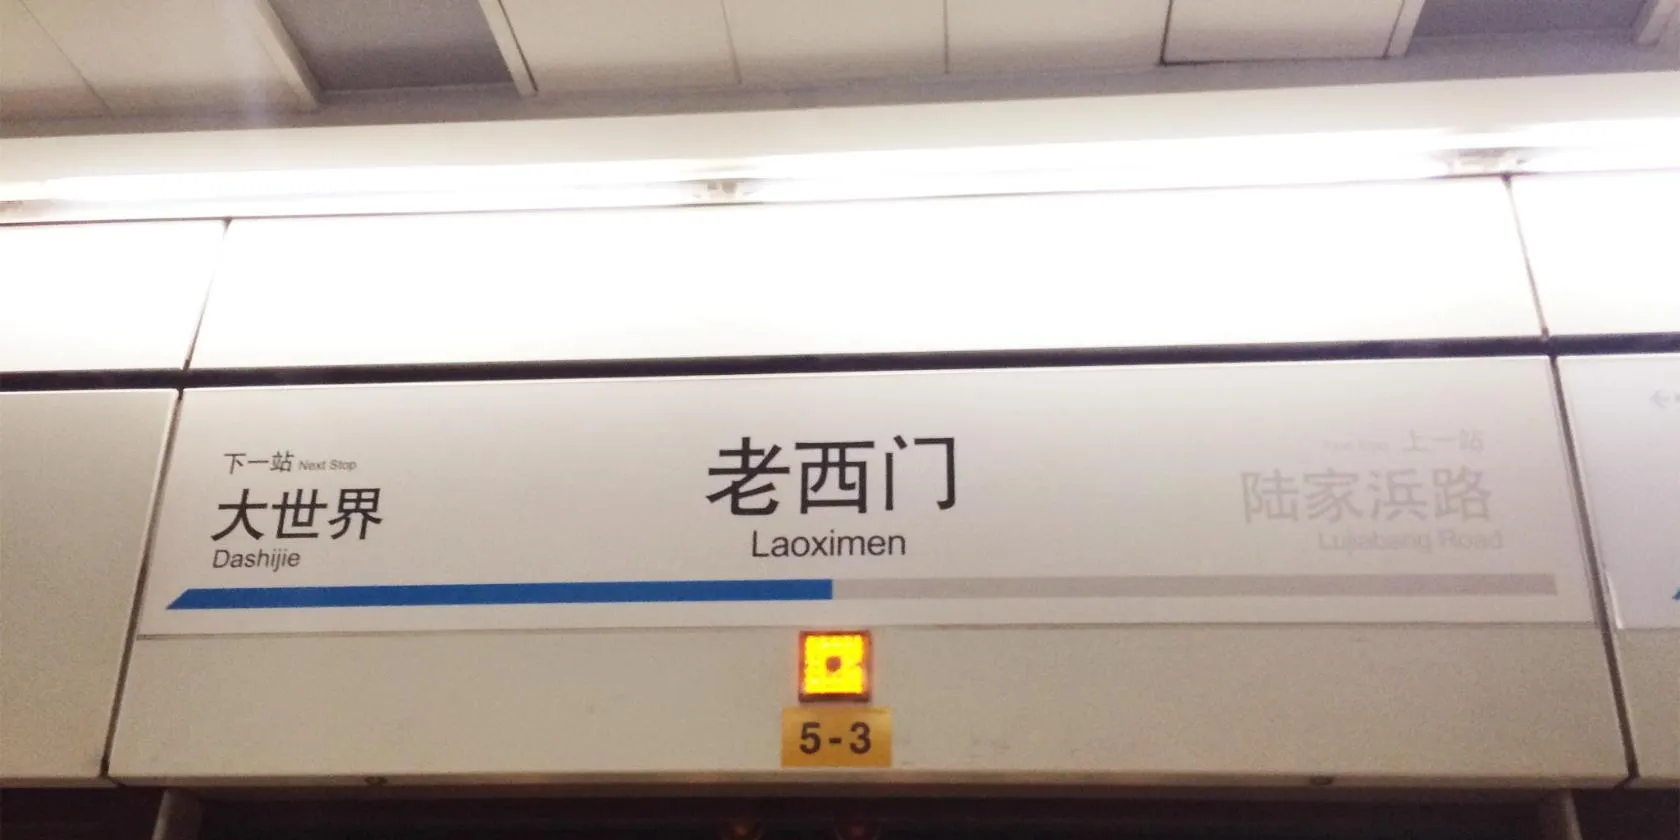 下一站 Next Stop
大世界
Dashijie
老西门
Laoximen
上一站
陆家浜路
Lujiabang Road
5-3